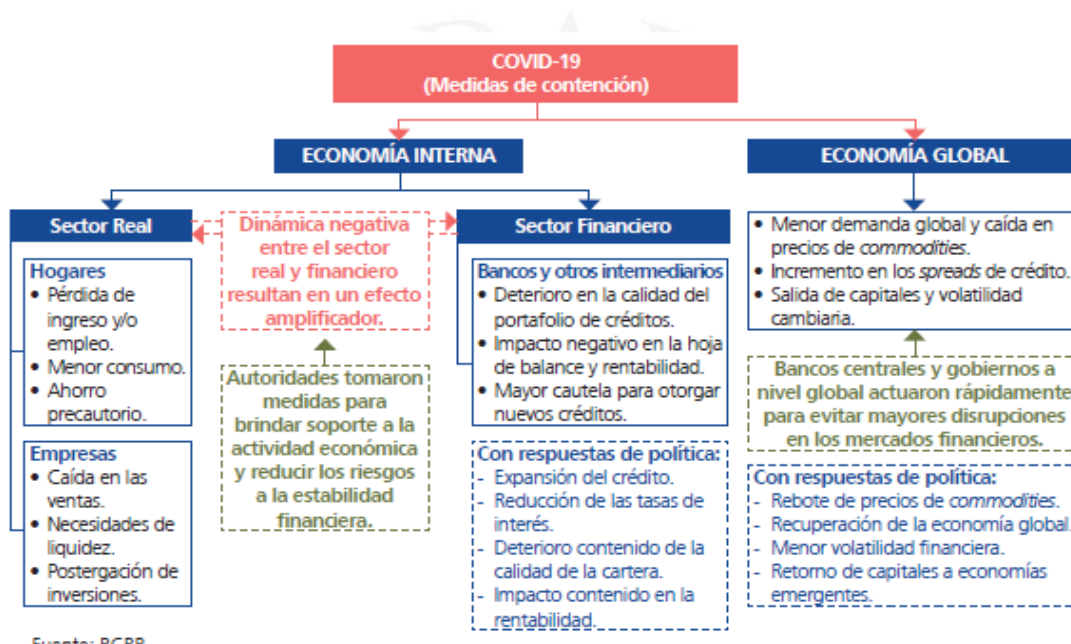 COVID-19
(Medidas de contención)
ECONOMÍA INTERNA
ECONOMÍA GLOBAL
Sector Real
Hogares
• Pérdida de
ingreso y/o
empleo.
• Menor consumo.
• Ahorro
precautorio.
Empresas
• Caída en las
ventas.
• Necesidades de
liquidez.
• Postergación de
inversiones.
Dinámica negativa
entre el sector
real y financiero
resultan en un efecto
amplificador.
Autoridades tomaron
medidas para
brindar soporte a la
actividad económica
y reducir los riesgos
a la estabilidad
financiera.
Sector Financiero
Bancos y otros intermediarios
• Deterioro en la calidad del
portafolio de créditos.
• Impacto negativo en la hoja
de balance y rentabilidad.
• Mayor cautela para otorgar
nuevos créditos.
Con respuestas de política:
- Expansión del crédito.
- Reducción de las tasas de
interés.
- Deterioro contenido de la
calidad de la cartera.
- Impacto contenido en la
rentabilidad.
• Menor demanda global y caída en
precios de commodities.
• Incremento en los spreads de crédito.
• Salida de capitales y volatilidad
cambiaria.
Bancos centrales y gobiernos a
nivel global actuaron rápidamente
para evitar mayores disrupciones
en los mercados financieros.
Con respuestas de política:
- Rebote de precios de commodities.
- Recuperación de la economía global.
- Menor volatilidad financiera.
- Retorno de capitales a economías
emergentes.